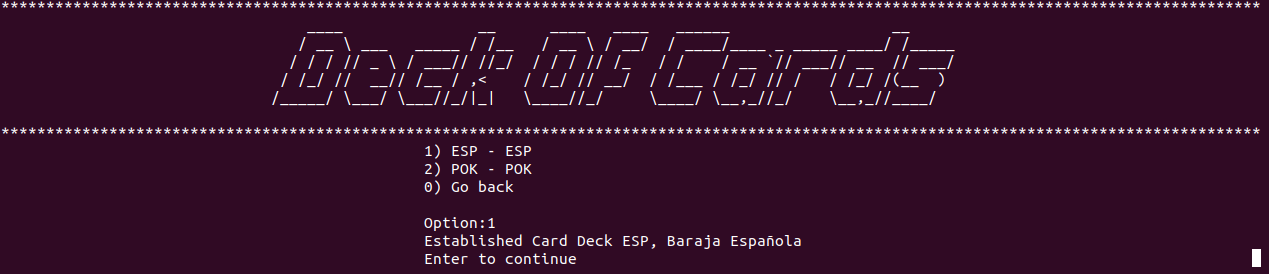 ********************************************************************************************************************************************
Deck Of Cards
********************************************************************************************************************************************
1) ESP - ESP
2) POK - POK
0) Go back
Option:1
Established Card Deck ESP, Baraja Española
Enter to continue